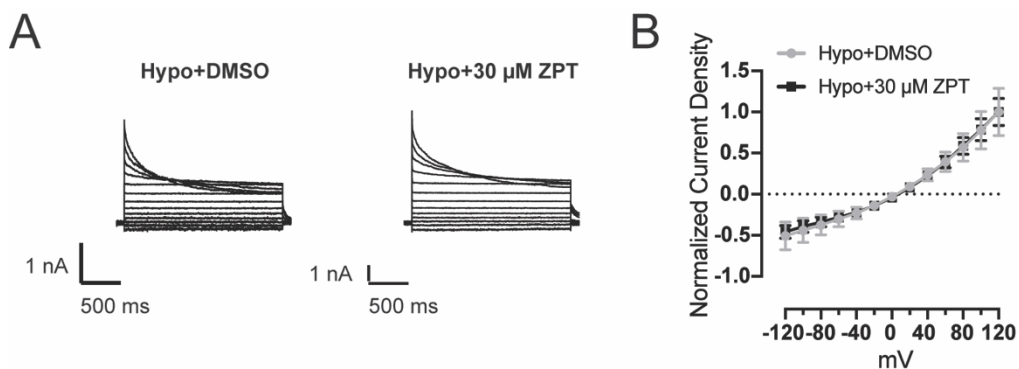 A
Hypo+DMSO
Hypo+30 µM ZPT
1 nA
500 ms
1 nA
500 ms
B
Hypo+DMSO
Hypo+30 µM ZPT
Normalized Current Density
1.5
1.0
0.5
0.0
-0.5
-1.0
-120 -80 -40 0 40 80 120
mV